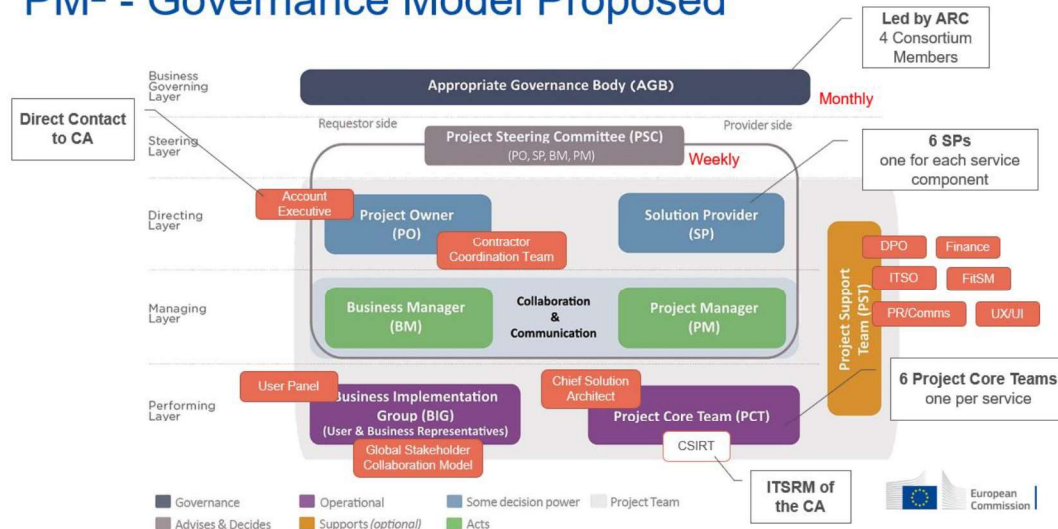 PM² - Governance Model Proposed
Led by ARC
4 Consortium
Members
Business
Governing
Layer
Appropriate Governance Body (AGB)
Monthly
Direct Contact
to CA
Requestor side
Provider side
Steering
Layer
Project Steering Committee (PSC)
(PO, SP, BM, PM)
Weekly
6 SPs
one for each service
component
Account
Executive
Directing
Layer
Project Owner
(PO)
Contractor
Coordination Team
Solution Provider
(SP)
DPO
Finance
ITSO
FitSM
PR/Comms
UX/UI
Project Support
Team (PST)
Managing
Layer
Business Manager
(BM)
Collaboration
&
Communication
Project Manager
(PM)
6 Project Core Teams
one per service
User Panel
Chief Solution
Architect
Performing
Layer
Business Implementation
Group (BIG)
(User & Business Representatives)
Global Stakeholder
Collaboration Model
Project Core Team (PCT)
CSIRT
ITSRM of
the CA
Governance
Operational
Some decision power
Project Team
Advises & Decides
Supports (optional)
Acts
European
Commission